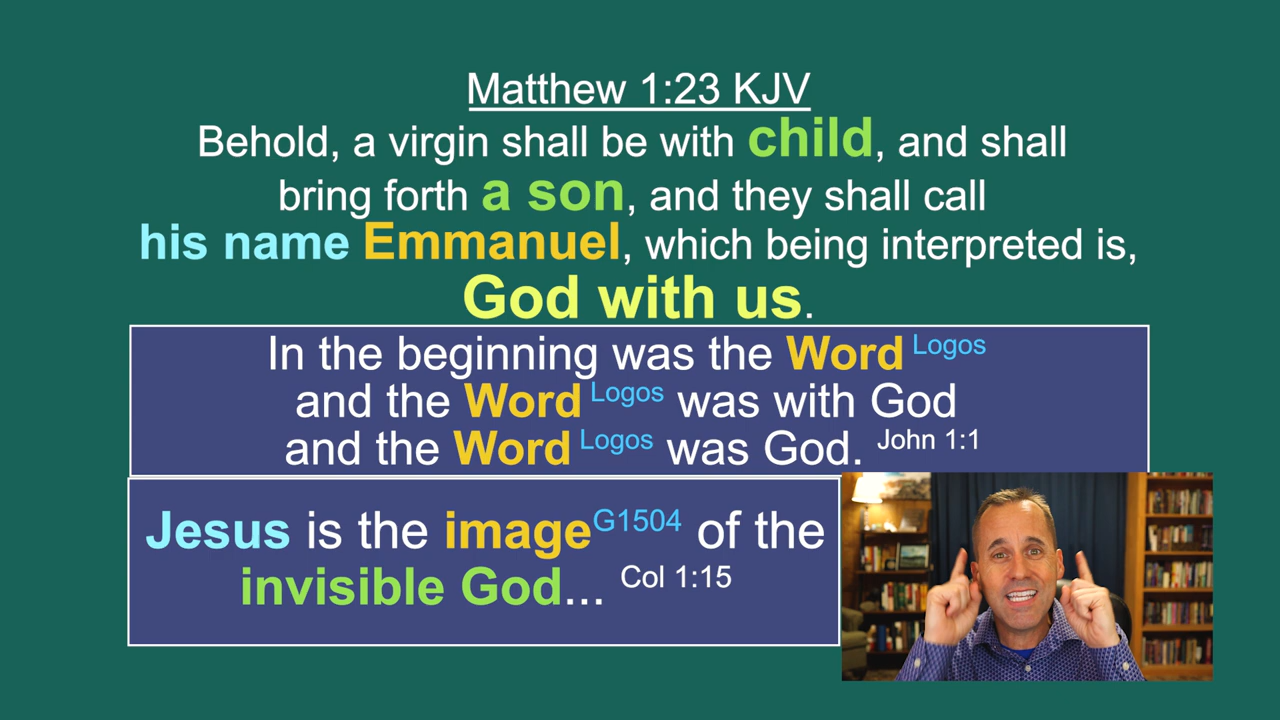 Matthew 1:23 KJV
Behold, a virgin shall be with child, and shall
bring forth a son, and they shall call
his name Emmanuel, which being interpreted is,
God with us.
In the beginning was the Word Logos
and the Word Logos was with God
and the Word Logos was God. John 1:1
Jesus is the image G1504 of the
invisible God... Col 1:15